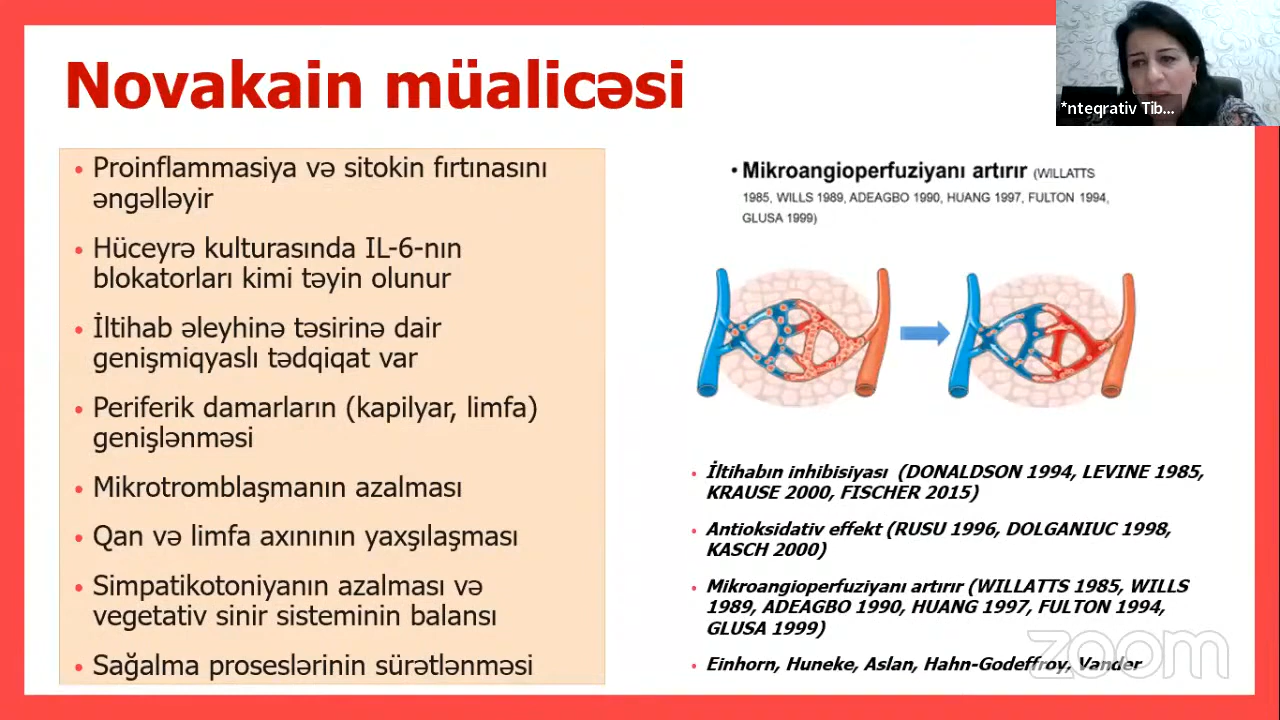 Novakain müalicəsi
*nteqrativ Tib...
• Proinflammasiya və sitokin fırtınasını
əngəlləyir
• Hüceyrə kulturasında IL-6-nın
blokatorları kimi təyin olunur
• İltihab əleyhinə təsirinə dair
genişmiqyaslı tədqiqat var
• Periferik damarların (kapilyar, limfa)
genişlənməsi
• Mikrotromblaşmanın azalması
• Qan və limfa axınının yaxşılaşması
• Simpatikotoniyanın azalması və
vegetativ sinir sisteminin balansı
• Sağalma proseslərinin sürətlənməsi
• Mikroangioperfuziyanı artırır (WILLATTS
1985, WILLS 1989, ADEAGBO 1990, HUANG 1997, FULTON 1994,
GLUSA 1999)
• İltihabın inhibisiyası (DONALDSON 1994, LEVINE 1985,
KRAUSE 2000, FISCHER 2015)
• Antioksidativ effekt (RUSU 1996, DOLGANIUC 1998,
KASCH 2000)
• Mikroangioperfuziyanı artırır (WILLATTS 1985, WILLS
1989, ADEAGBO 1990, HUANG 1997, FULTON 1994,
GLUSA 1999)
• Einhorn, Huneke, Aslan, Hahn-Godeffroy, Vander
zoom